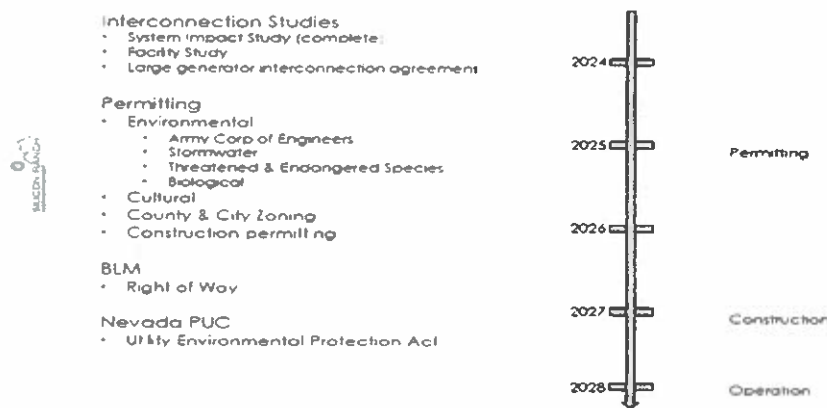 Interconnection Studies
• System Impact Study (complete)
• Facility Study
• Large generator interconnection agreement
Permitting
• Environmental
• Army Corp of Engineers
• Stormwater
• Threatened & Endangered Species
• Biological
• Cultural
• County & City Zoning
• Construction permitting
BLM
• Right of Way
Nevada PUC
• Utility Environmental Protection Act
SILICON RANCH
2024
2025
Permitting
2026
2027
Construction
2028
Operation